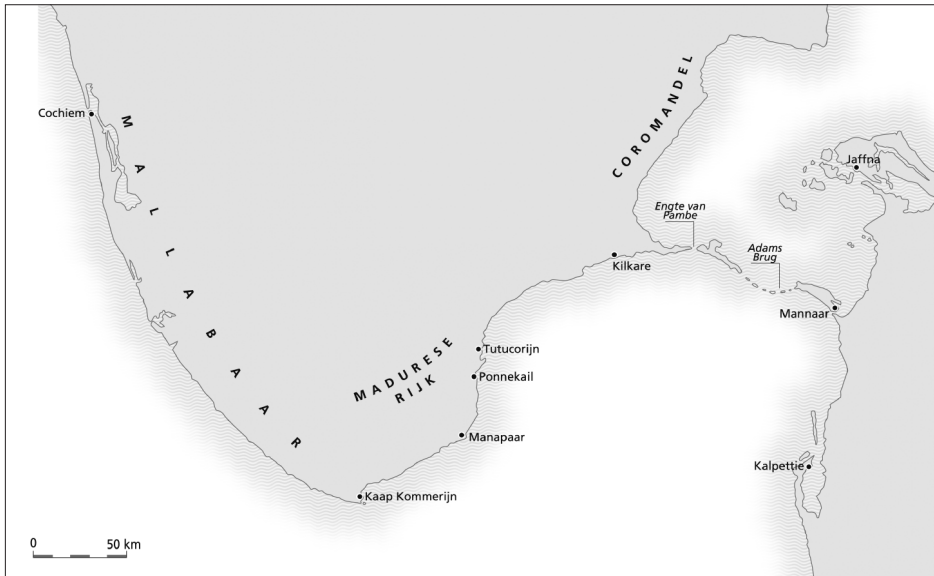 COROMANDEL
Cochiem
MALLLABAAR
Jaffna
Engte van
Pambe
Adams
Brug
Kilkare
Mannaar
Tutucorijn
MADURESE
RIJK
Ponnekail
Manapaar
Kalpettie
Kaap Kommerijn
0 50 km